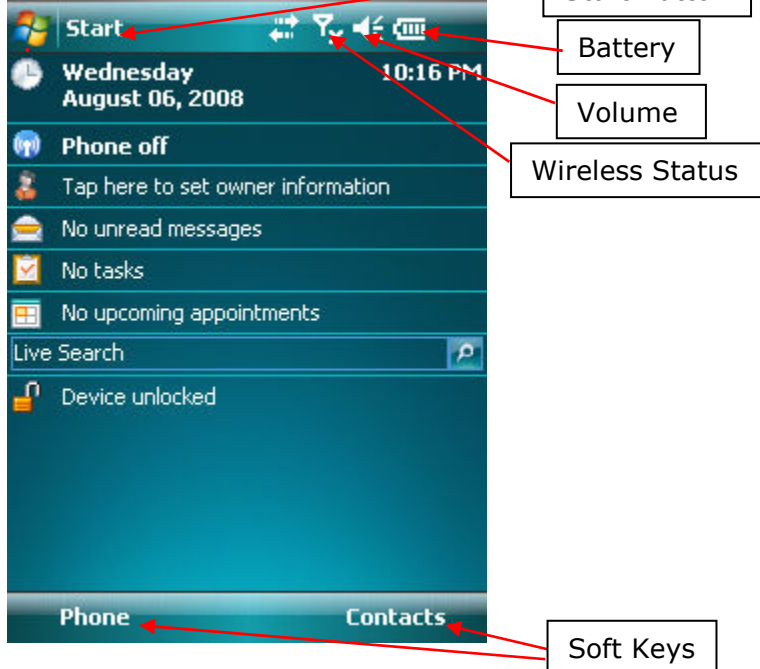 Start
Battery
Wednesday 10:16 PM
August 06, 2008
Volume
Phone off
Wireless Status
Tap here to set owner information
No unread messages
No tasks
No upcoming appointments
Live Search
Device unlocked
Phone Contacts
Soft Keys